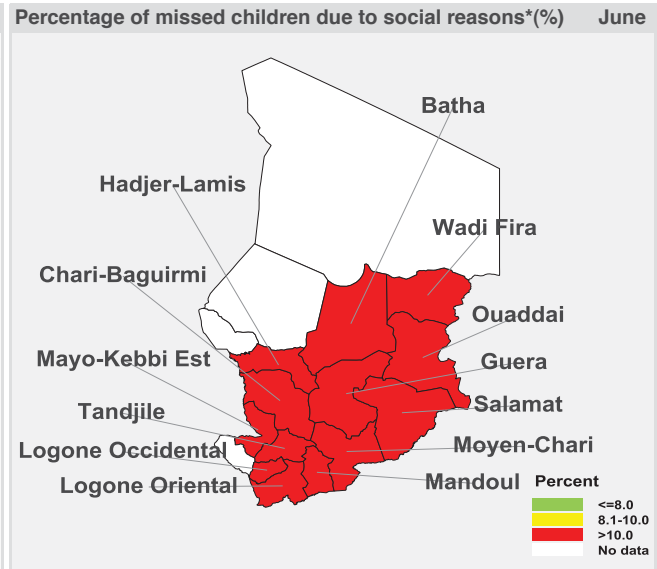 Percentage of missed children due to social reasons*(%) June
Batha
Hadjer-Lamis
Wadi Fira
Chari-Baguirmi
Ouaddai
Mayo-Kebbi Est
Guera
Tandjile
Salamat
Logone Occidental
Moyen-Chari
Logone Oriental
Mandoul
Percent
<=8.0
8.1-10.0
>10.0
No data